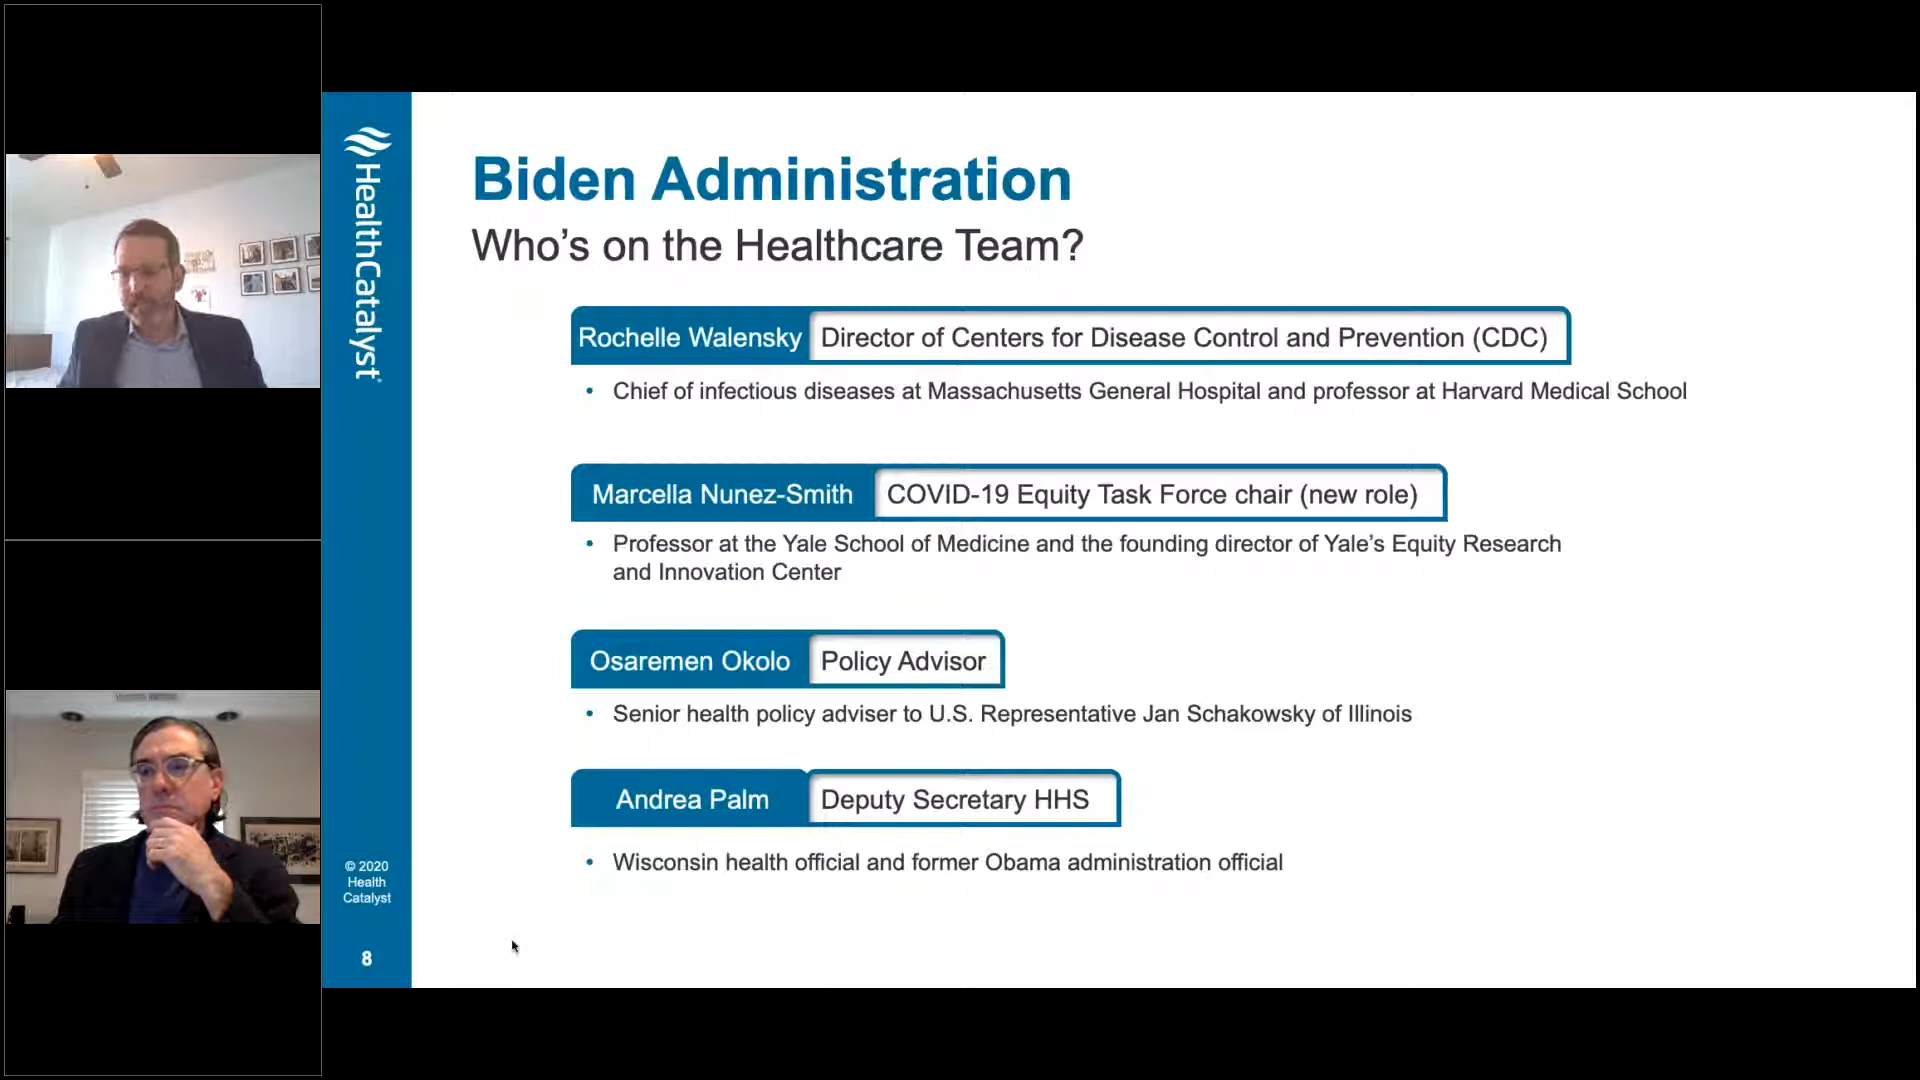 HealthCatalyst
Biden Administration
Who's on the Healthcare Team?
Rochelle Walensky Director of Centers for Disease Control and Prevention (CDC)
• Chief of infectious diseases at Massachusetts General Hospital and professor at Harvard Medical School
Marcella Nunez-Smith COVID-19 Equity Task Force chair (new role)
• Professor at the Yale School of Medicine and the founding director of Yale's Equity Research
and Innovation Center
Osaremen Okolo Policy Advisor
• Senior health policy adviser to U.S. Representative Jan Schakowsky of Illinois
Andrea Palm Deputy Secretary HHS
• Wisconsin health official and former Obama administration official
© 2020
Health
Catalyst
8